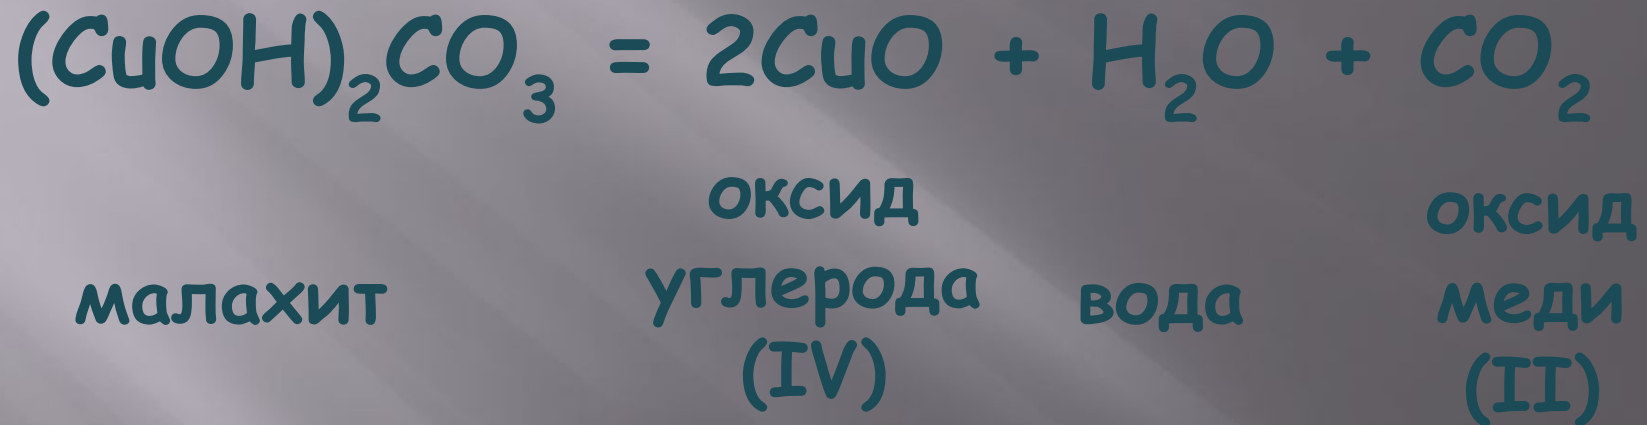 (CuOH)₂CO₃ = 2CuO + H₂O + CO₂
малахит
оксид
углерода
(IV)
вода
оксид
меди
(II)